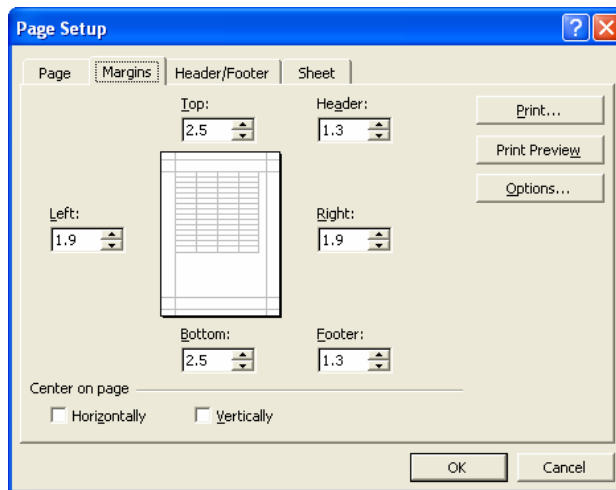 Page Setup
Page Margins Header/Footer Sheet
Top: Header:
2.5 1.3
Print...
Print Preview
Options...
Left: Right:
1.9 1.9
Bottom: Footer:
2.5 1.3
Center on page
Horizontally Vertically
OK Cancel